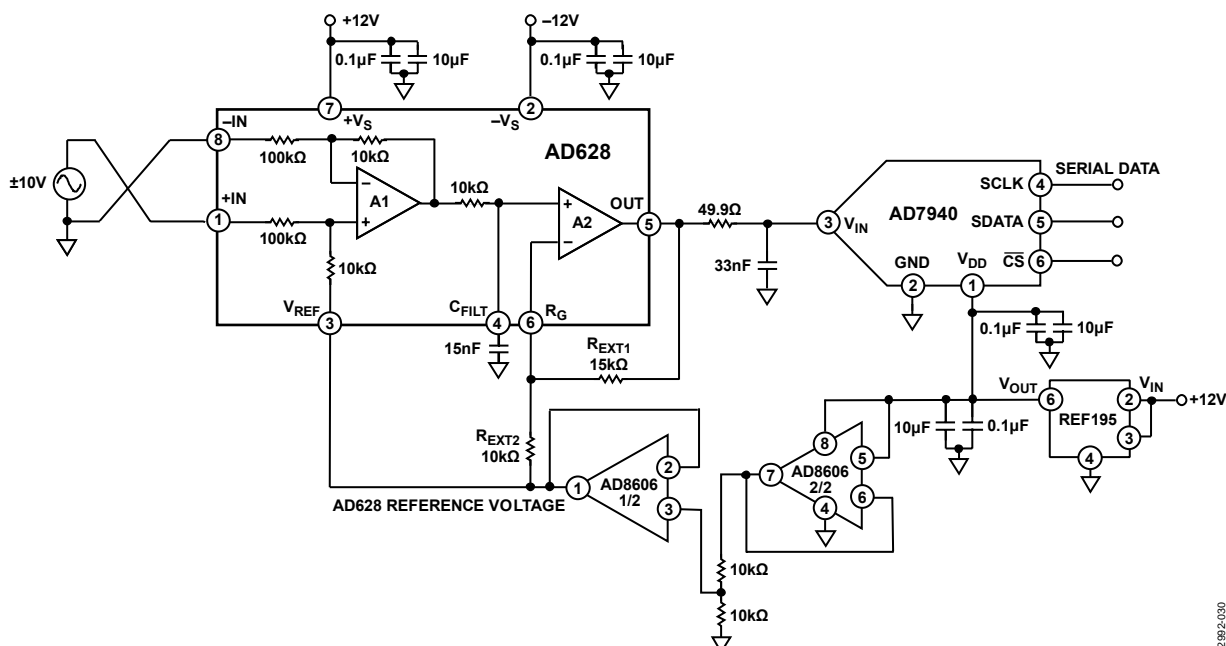 +12V
–12V
0.1µF
10µF
0.1µF
10µF
7
2
+VS
–VS
–IN
8
100kΩ
10kΩ
AD628
±10V
+IN
1
100kΩ
–
+
A1
10kΩ
10kΩ
+
–
A2
OUT
5
49.9Ω
33nF
3
VIN
AD7940
SCLK
4
SERIAL DATA
SDATA
5
CS
6
GND
2
VDD
1
0.1µF
10µF
VREF
3
CFILT
4
RG
6
15nF
REXT1
15kΩ
REXT2
10kΩ
AD628 REFERENCE VOLTAGE
1
AD8606
1/2
2
3
7
AD8606
2/2
8
5
6
4
10µF
0.1µF
VOUT
6
REF195
VIN
2
3
4
+12V
10kΩ
10kΩ
2992-030